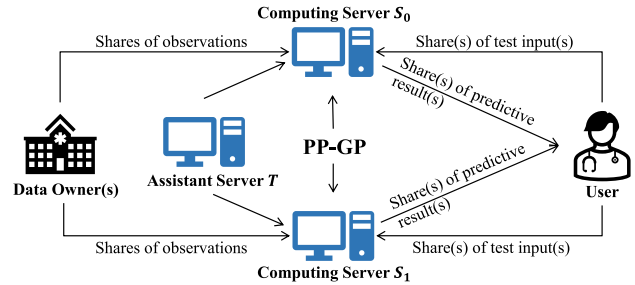 Computing Server S₀
Shares of observations
Share(s) of test input(s)
Share(s) of predictive
result(s)
PP-GP
Data Owner(s)
Assistant Server T
User
Share(s) of predictive
result(s)
Shares of observations
Share(s) of test input(s)
Computing Server S₁